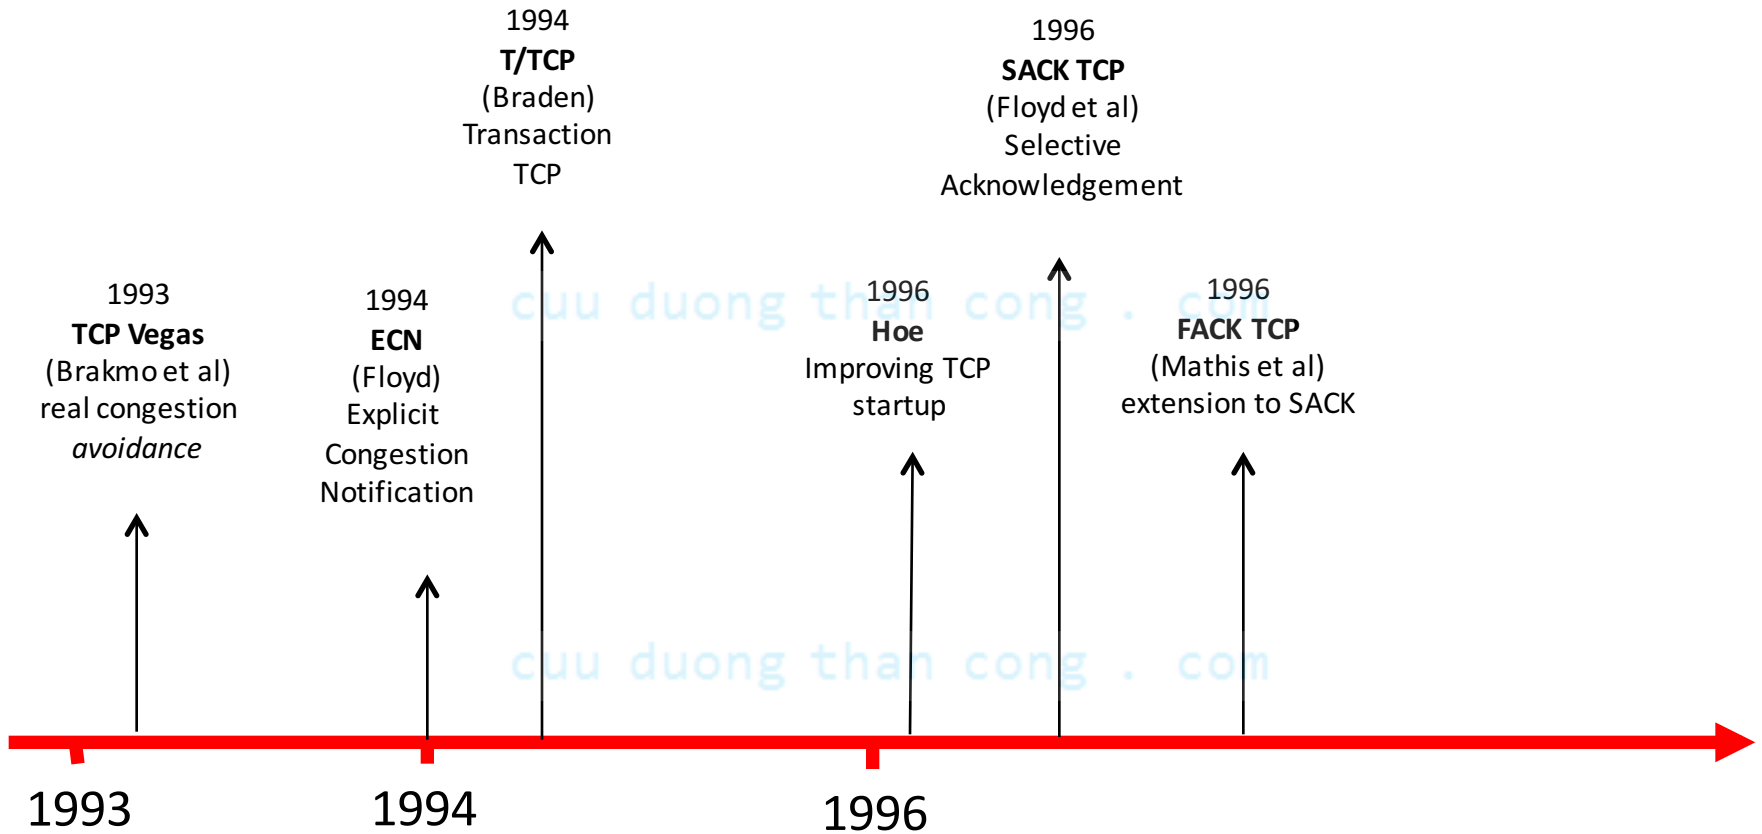 1994
T/TCP
(Braden)
Transaction
TCP
1996
SACK TCP
(Floyd et al)
Selective
Acknowledgement
1993
TCP Vegas
(Brakmo et al)
real congestion
avoidance
1994
ECN
(Floyd)
Explicit
Congestion
Notification
1996
Hoe
Improving TCP
startup
1996
FACK TCP
(Mathis et al)
extension to SACK
cuu duong than cong . com
cuu duong than cong . com
1993
1994
1996